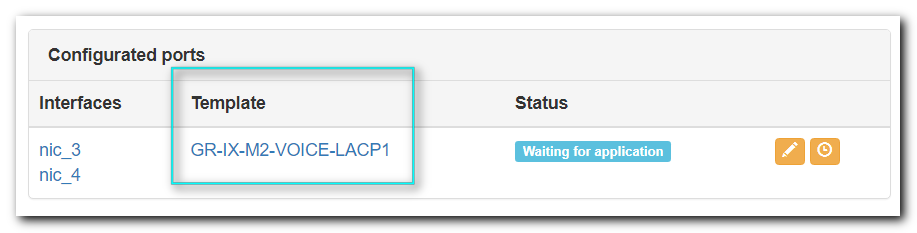 Configurated ports
Interfaces Template Status
nic_3 GR-IX-M2-VOICE-LACP1 Waiting for application
nic_4